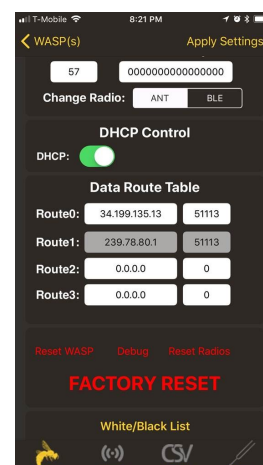 T-Mobile 8:21 PM
WASP(s) Apply Settings
57 0000000000000000
Change Radio: ANT BLE
DHCP Control
DHCP:
Data Route Table
Route0: 34.199.135.13 51113
Route1: 239.78.80.1 51113
Route2: 0.0.0.0 0
Route3: 0.0.0.0 0
Reset WASP Debug Reset Radios
FACTORY RESET
White/Black List
CSV